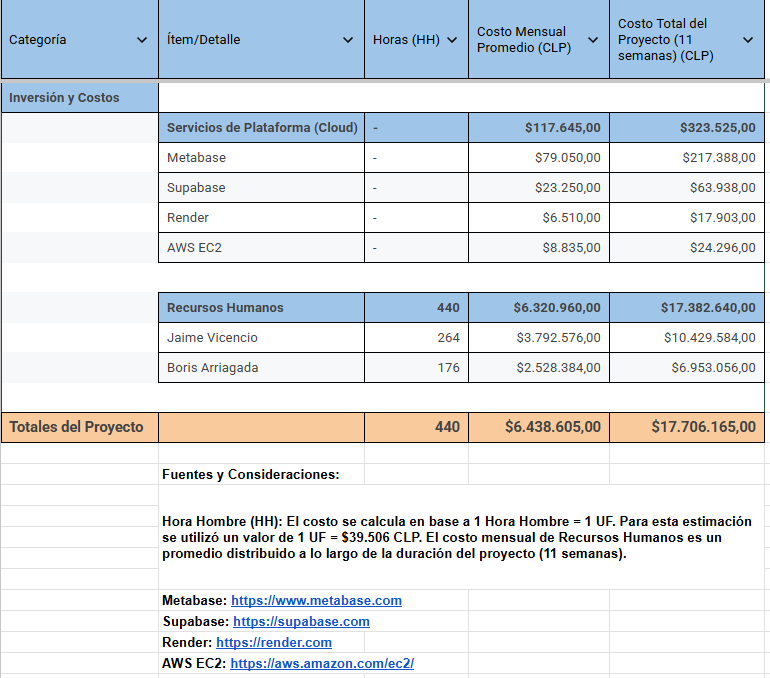 Categoría Ítem/Detalle Horas (HH) Costo Mensual Promedio (CLP) Costo Total del Proyecto (11 semanas) (CLP)
Inversión y Costos
Servicios de Plataforma (Cloud) - $117.645,00 $323.525,00
Metabase - $79.050,00 $217.388,00
Supabase - $23.250,00 $63.938,00
Render - $6.510,00 $17.903,00
AWS EC2 - $8.835,00 $24.296,00
Recursos Humanos 440 $6.320.960,00 $17.382.640,00
Jaime Vicencio 264 $3.792.576,00 $10.429.584,00
Boris Arriagada 176 $2.528.384,00 $6.953.056,00
Totales del Proyecto 440 $6.438.605,00 $17.706.165,00
Fuentes y Consideraciones:
Hora Hombre (HH): El costo se calcula en base a 1 Hora Hombre = 1 UF. Para esta estimación
se utilizó un valor de 1 UF = $39.506 CLP. El costo mensual de Recursos Humanos es un
promedio distribuido a lo largo de la duración del proyecto (11 semanas).
Metabase: https://www.metabase.com
Supabase: https://supabase.com
Render: https://render.com
AWS EC2: https://aws.amazon.com/ec2/